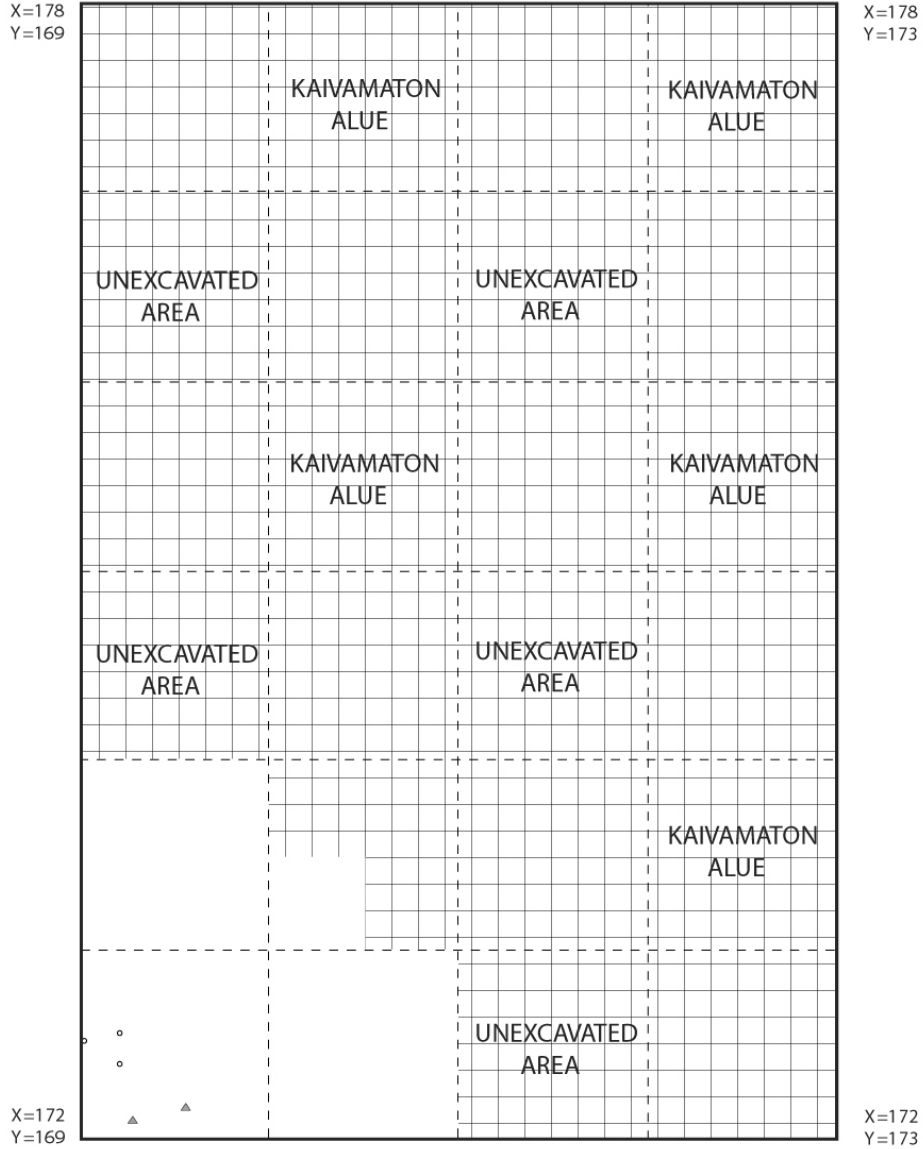 X=178
Y=169
X=178
Y=173
KAIVAMATON
ALUE
KAIVAMATON
ALUE
UNEXCAVATED
AREA
UNEXCAVATED
AREA
KAIVAMATON
ALUE
KAIVAMATON
ALUE
UNEXCAVATED
AREA
UNEXCAVATED
AREA
KAIVAMATON
ALUE
UNEXCAVATED
AREA
X=172
Y=169
X=172
Y=173